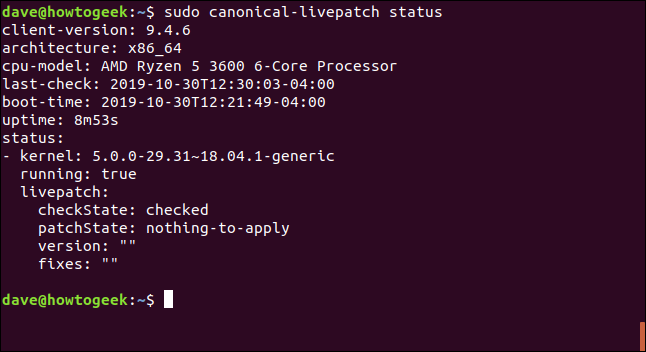 dave@howtogeek:~$ sudo canonical-livepatch status
client-version: 9.4.6
architecture: x86_64
cpu-model: AMD Ryzen 5 3600 6-Core Processor
last-check: 2019-10-30T12:30:03-04:00
boot-time: 2019-10-30T12:21:49-04:00
uptime: 8m53s
status:
- kernel: 5.0.0-29.31~18.04.1-generic
  running: true
  livepatch:
    checkState: checked
    patchState: nothing-to-apply
    version: ""
    fixes: ""
dave@howtogeek:~$